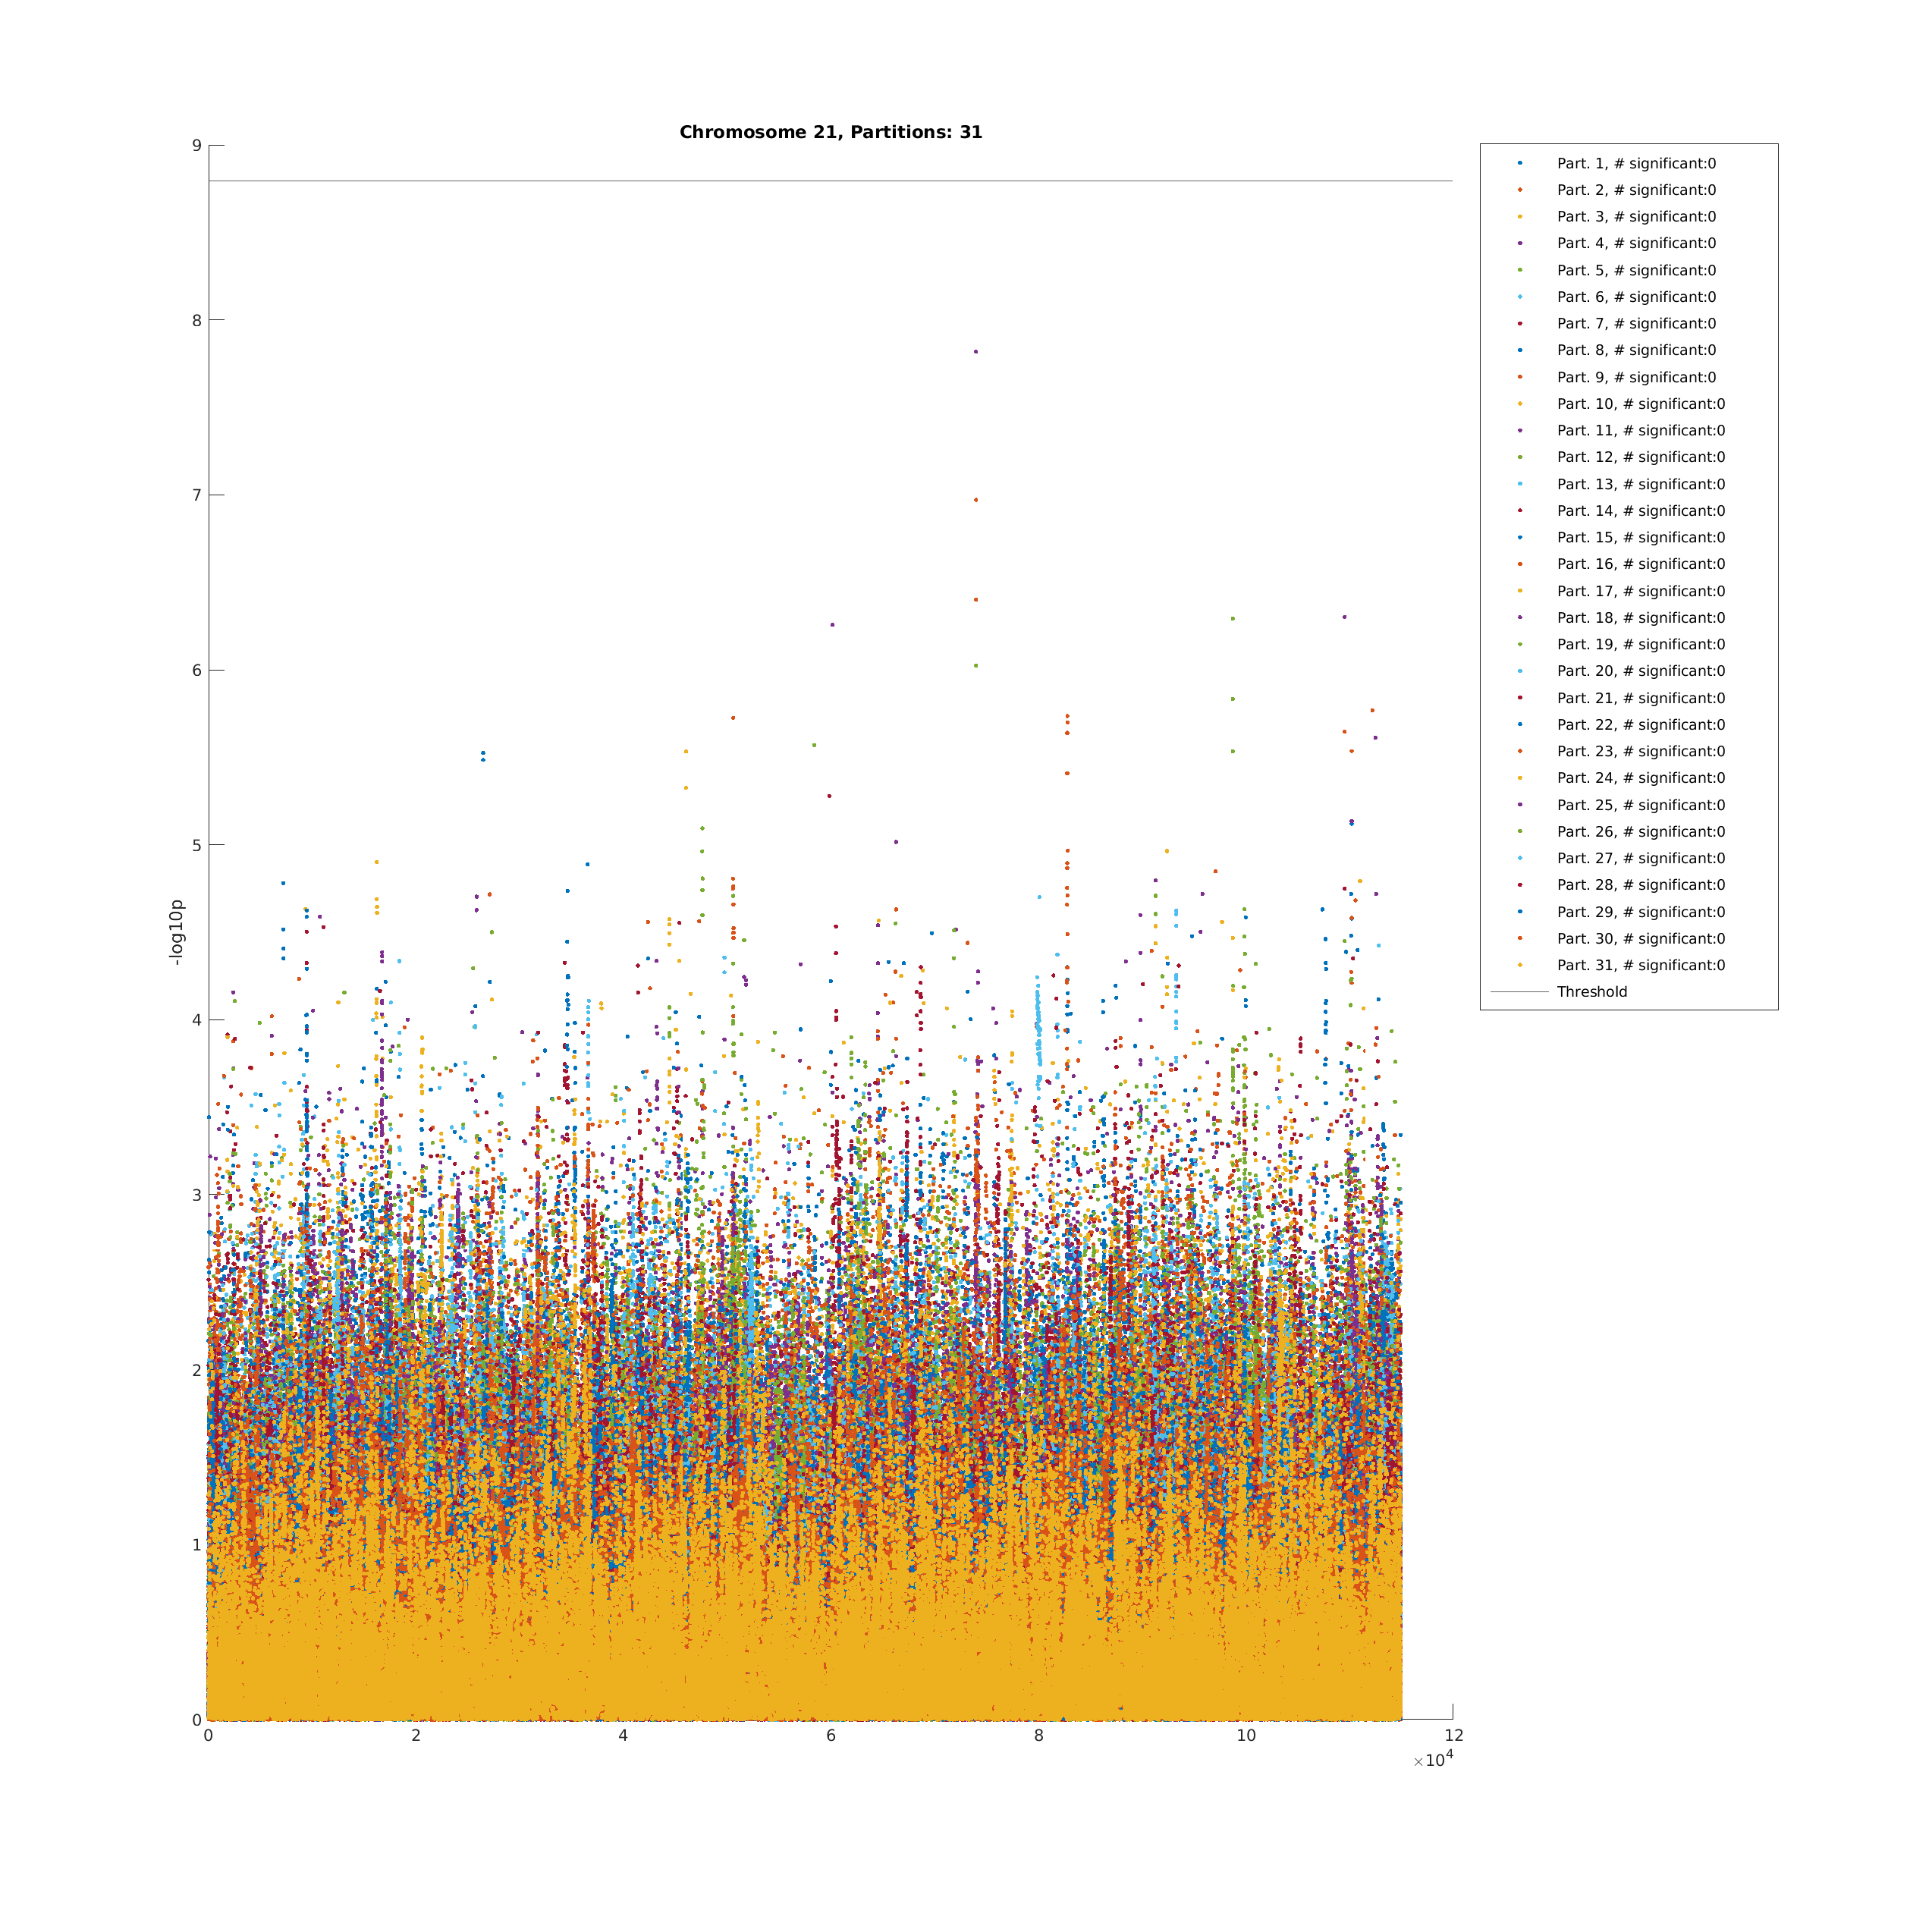 Chromosome 21, Partitions: 31
9
8
7
6
5
4
3
2
1
0
-log10p
0 2 4 6 8 10 12
×10^4
Part. 1, # significant:0
Part. 2, # significant:0
Part. 3, # significant:0
Part. 4, # significant:0
Part. 5, # significant:0
Part. 6, # significant:0
Part. 7, # significant:0
Part. 8, # significant:0
Part. 9, # significant:0
Part. 10, # significant:0
Part. 11, # significant:0
Part. 12, # significant:0
Part. 13, # significant:0
Part. 14, # significant:0
Part. 15, # significant:0
Part. 16, # significant:0
Part. 17, # significant:0
Part. 18, # significant:0
Part. 19, # significant:0
Part. 20, # significant:0
Part. 21, # significant:0
Part. 22, # significant:0
Part. 23, # significant:0
Part. 24, # significant:0
Part. 25, # significant:0
Part. 26, # significant:0
Part. 27, # significant:0
Part. 28, # significant:0
Part. 29, # significant:0
Part. 30, # significant:0
Part. 31, # significant:0
Threshold